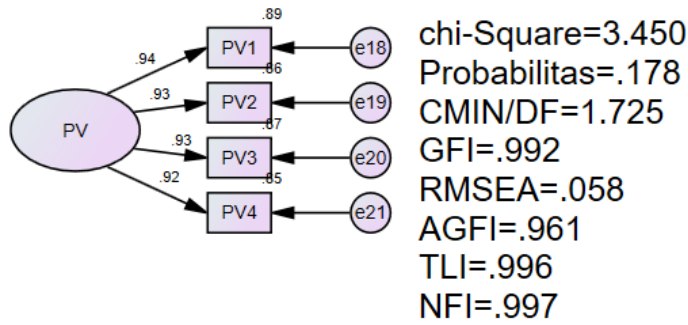 .89
PV1
e18
.94
.86
PV2
e19
.93
PV
.87
PV3
e20
.93
.85
PV4
e21
.92
chi-Square=3.450
Probabilitas=.178
CMIN/DF=1.725
GFI=.992
RMSEA=.058
AGFI=.961
TLI=.996
NFI=.997